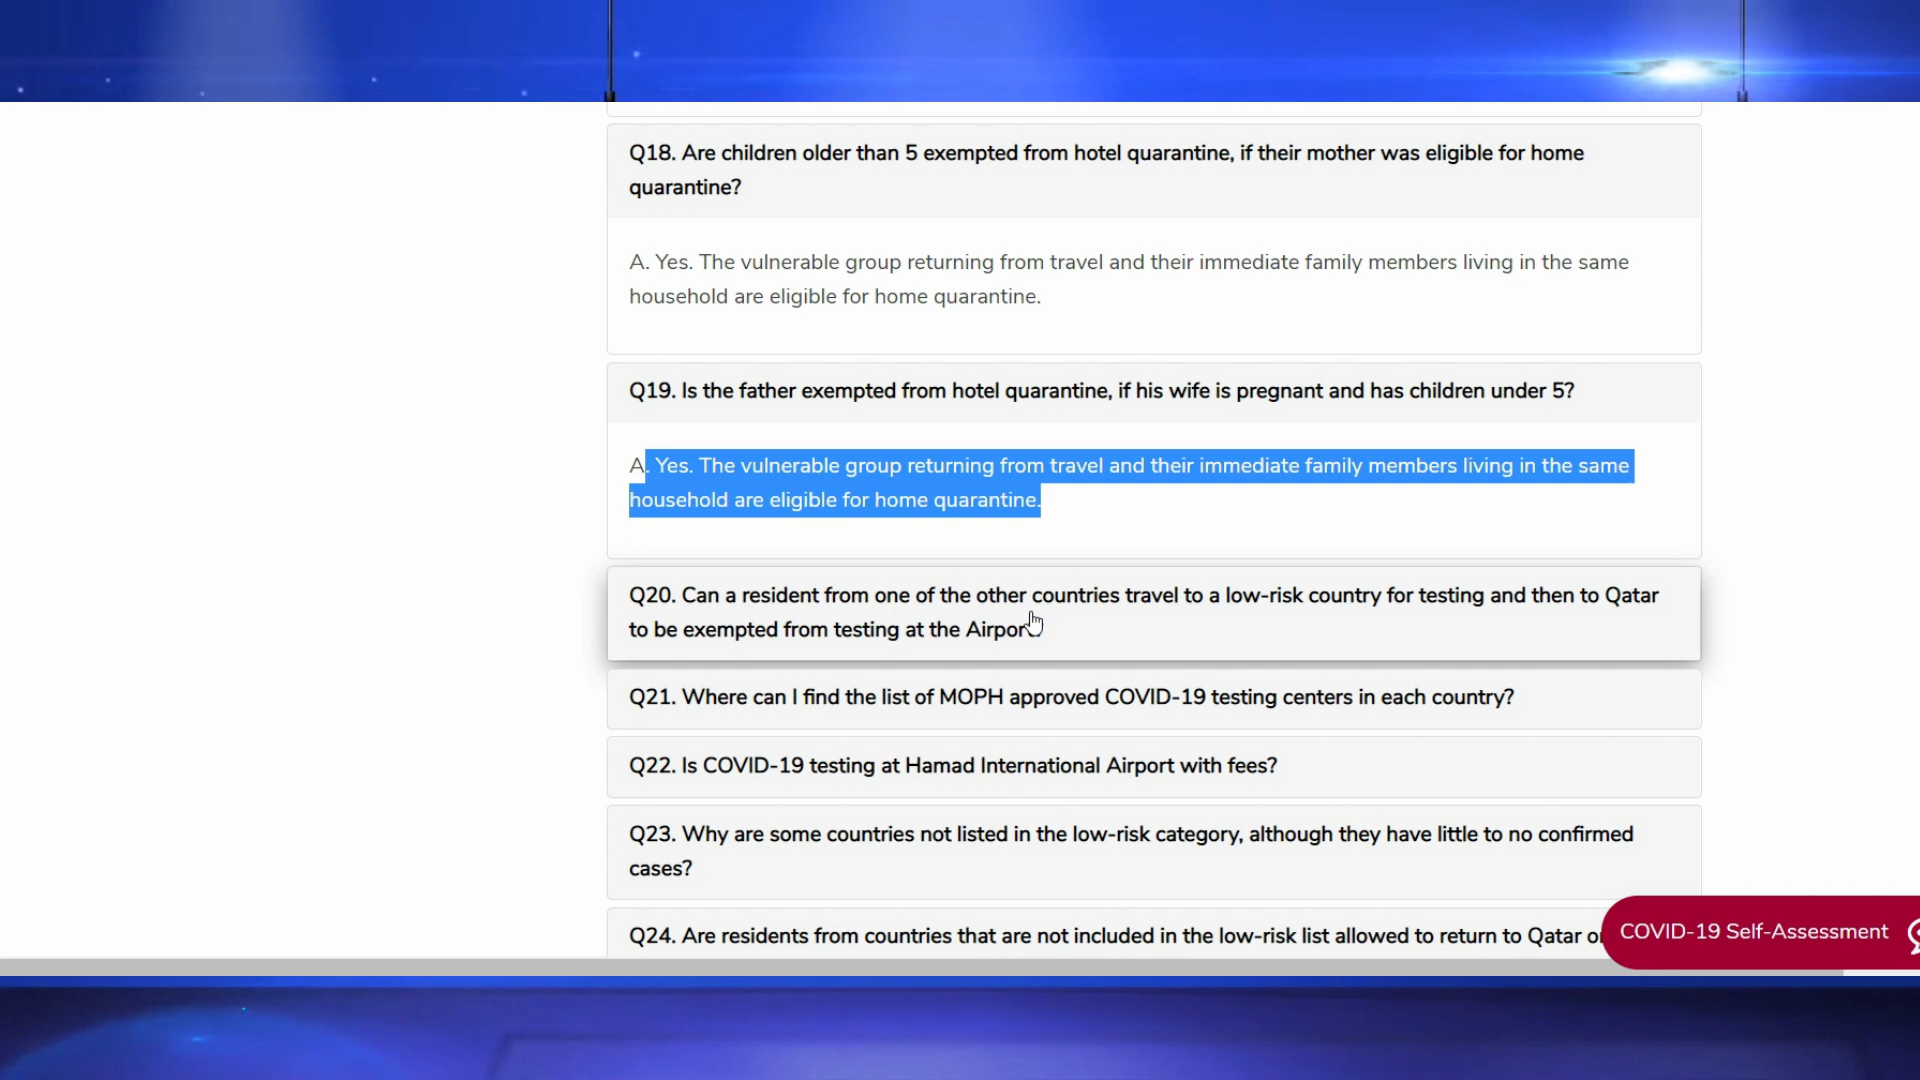 Q18. Are children older than 5 exempted from hotel quarantine, if their mother was eligible for home
quarantine?
A. Yes. The vulnerable group returning from travel and their immediate family members living in the same
household are eligible for home quarantine.
Q19. Is the father exempted from hotel quarantine, if his wife is pregnant and has children under 5?
A. Yes. The vulnerable group returning from travel and their immediate family members living in the same
household are eligible for home quarantine.
Q20. Can a resident from one of the other countries travel to a low-risk country for testing and then to Qatar
to be exempted from testing at the Airpor
Q21. Where can I find the list of MOPH approved COVID-19 testing centers in each country?
Q22. Is COVID-19 testing at Hamad International Airport with fees?
Q23. Why are some countries not listed in the low-risk category, although they have little to no confirmed
cases?
Q24. Are residents from countries that are not included in the low-risk list allowed to return to Qatar
COVID-19 Self-Assessment